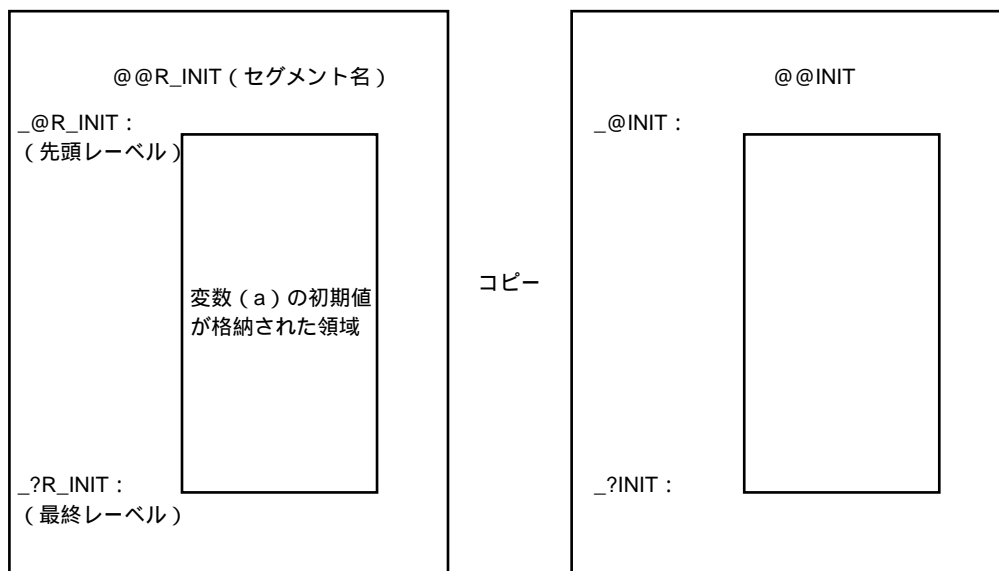 @@R_INIT（セグメント名）
_@R_INIT：
（先頭レーベル）
変数（a）の初期値
が格納された領域
_?R_INIT：
（最終レーベル）
コピー
@@INIT
_@INIT：
_?INIT：